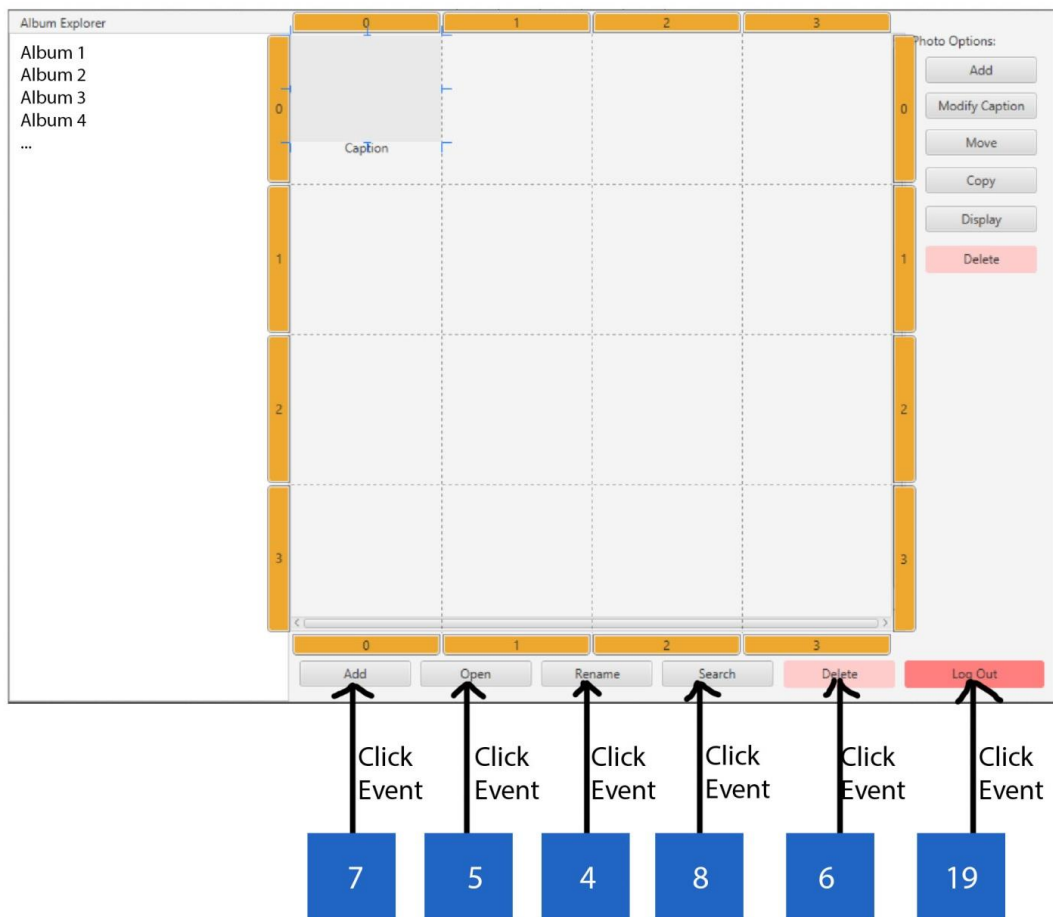 Album Explorer
0 1 2 3
Album 1
Album 2
Album 3
Album 4
...
0
Caption
0
Photo Options:
Add
Modify Caption
Move
Copy
Display
Delete
1
1
2
2
3
3
0 1 2 3
Add Open Rename Search Delete Log Out
Click Click Click Click Click Click
Event Event Event Event Event Event
7 5 4 8 6 19